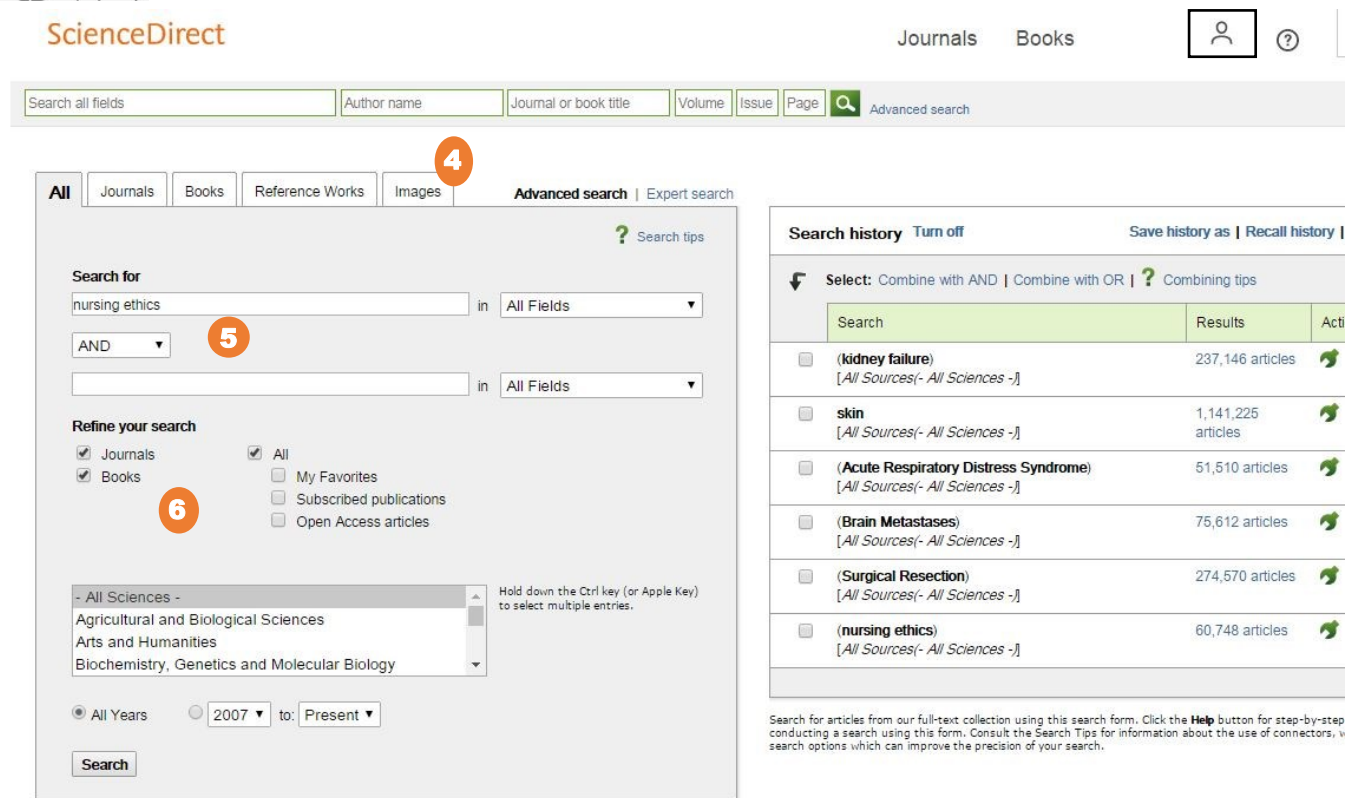 ScienceDirect
Journals Books
Search all fields Author name Journal or book title Volume Issue Page Advanced search
4
All Journals Books Reference Works Images Advanced search | Expert search
? Search tips
Search for
nursing ethics in All Fields
5
AND
in All Fields
Refine your search
Journals All
Books My Favorites
Subscribed publications
6
Open Access articles
- All Sciences -
Agricultural and Biological Sciences
Arts and Humanities
Biochemistry, Genetics and Molecular Biology
Hold down the Ctrl key (or Apple Key)
to select multiple entries.
All Years 2007 to: Present
Search
Search history Turn off Save history as | Recall history |
Select: Combine with AND | Combine with OR | ? Combining tips
Search Results Acti
(kidney failure) 237,146 articles
[All Sources(- All Sciences -)]
skin 1,141,225
[All Sources(- All Sciences -)] articles
(Acute Respiratory Distress Syndrome) 51,510 articles
[All Sources(- All Sciences -)]
(Brain Metastases) 75,612 articles
[All Sources(- All Sciences -)]
(Surgical Resection) 274,570 articles
[All Sources(- All Sciences -)]
(nursing ethics) 60,748 articles
[All Sources(- All Sciences -)]
Search for articles from our full-text collection using this search form. Click the Help button for step-by-step
conducting a search using this form. Consult the Search Tips for information about the use of connectors,
search options which can improve the precision of your search.